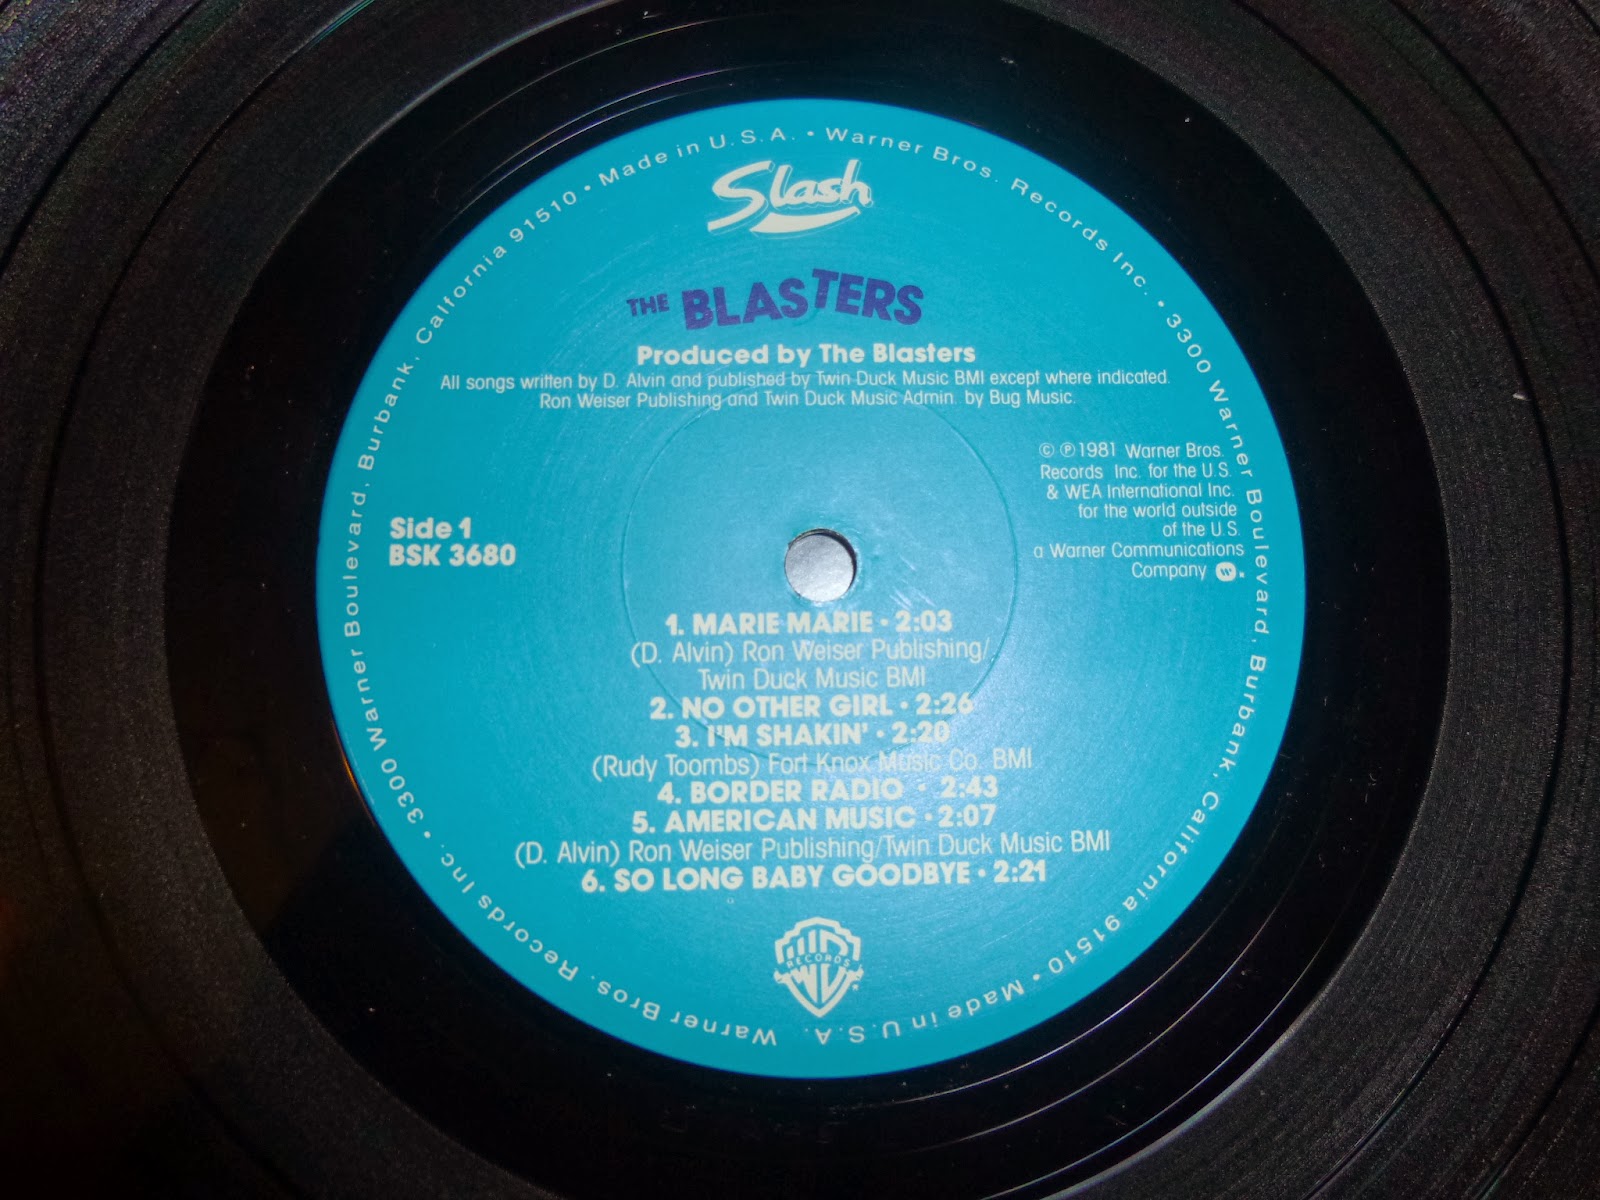 Warner Bros. Records Inc. • 3300 Warner Boulevard, Burbank, California 91510 • Made in U.S.A.
Warner Bros. Records Inc. • 3300 Warner Boulevard, Burbank, Calfornia 91510 • Made in U.S.A. •
Slash
THE BLASTERS
Produced by The Blasters
All songs written by D. Alvin and published by Twin Duck Music BMI except where indicated.
Ron Weiser Publishing and Twin Duck Music Admin. by Bug Music.
© ℗ 1981 Warner Bros.
Records Inc. for the U.S.
& WEA International Inc.
for the world outside
of the U.S.
a Warner Communications
Company
Side 1
BSK 3680
1. MARIE MARIE • 2:03
(D. Alvin) Ron Weiser Publishing/
Twin Duck Music BMI
2. NO OTHER GIRL • 2:26
3. I'M SHAKIN' • 2:20
(Rudy Toombs) Fort Knox Music Co. BMI
4. BORDER RADIO • 2:43
5. AMERICAN MUSIC • 2:07
(D. Alvin) Ron Weiser Publishing/Twin Duck Music BMI
6. SO LONG BABY GOODBYE • 2:21
WB
RECORDS